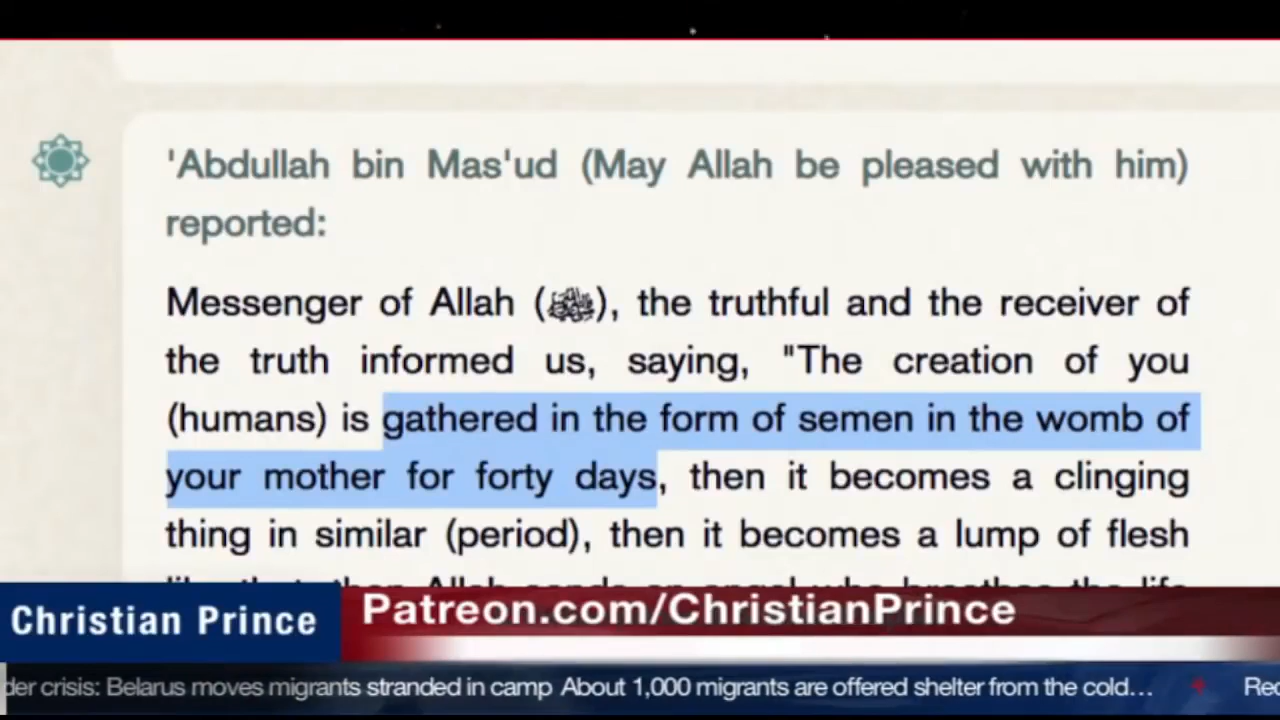 'Abdullah bin Mas'ud (May Allah be pleased with him)
reported:
Messenger of Allah (ﷺ), the truthful and the receiver of
the truth informed us, saying, "The creation of you
(humans) is gathered in the form of semen in the womb of
your mother for forty days, then it becomes a clinging
thing in similar (period), then it becomes a lump of flesh
Christian Prince
Patreon.com/ChristianPrince
der crisis: Belarus moves migrants stranded in camp About 1,000 migrants are offered shelter from the cold...